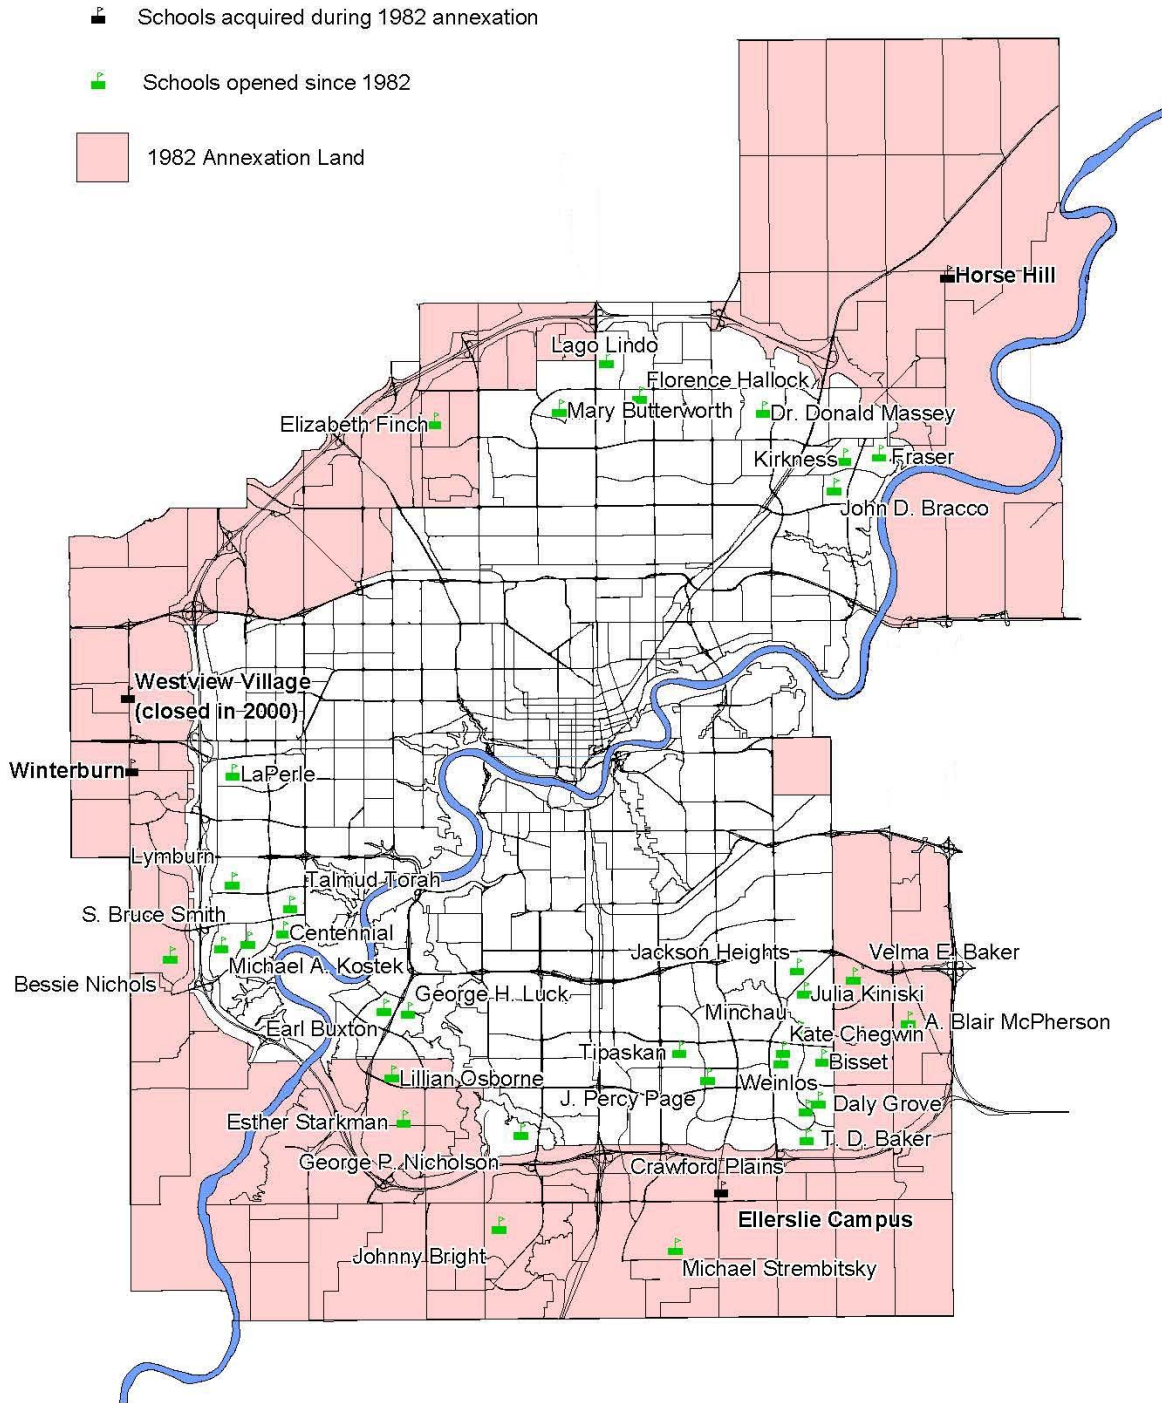 Schools acquired during 1982 annexation
Schools opened since 1982
1982 Annexation Land
Horse Hill
Lago Lindo
Florence Hallock
Mary Butterworth
Dr. Donald Massey
Elizabeth Finch
Kirkness
Fraser
John D. Bracco
Westview Village
(closed in 2000)
Winterburn
LaPerle
Lymburn
Talmud Torah
S. Bruce Smith
Centennial
Jackson Heights
Velma E. Baker
Michael A. Kostek
Bessie Nichols
George H. Luck
Julia Kiniski
Minchau
A. Blair McPherson
Earl Buxton
Kate Chegwin
Tipaskan
Bisset
Lillian Osborne
Weinlos
J. Percy Page
Daly Grove
Esther Starkman
T. D. Baker
George P. Nicholson
Crawford Plains
Ellerslie Campus
Johnny Bright
Michael Strembitsky